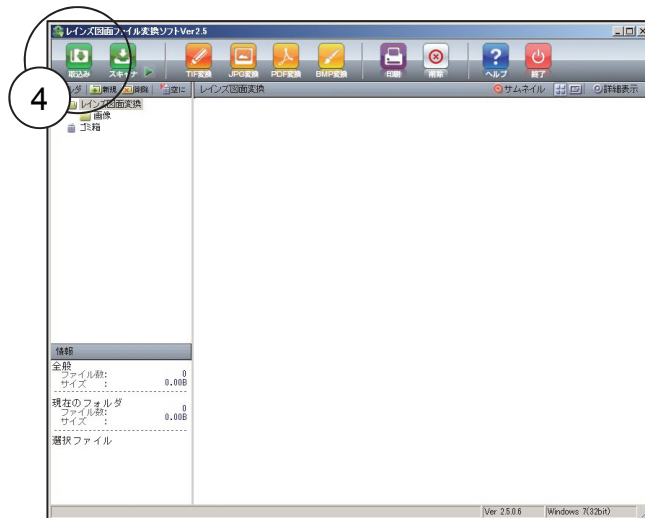 レインズ図面ファイル変換ソフトVer2.5
取込み スキャナ TIF変換 JPG変換 PDF変換 BMP変換 印刷 削除 ヘルプ 終了
ルダ 新規 削除 空に レインズ図面変換 サムネイル 詳細表示
4
レインズ図面変換
画像
ゴミ箱
情報
全般
ファイル数: 0
サイズ : 0.00B
現在のフォルダ
ファイル数: 0
サイズ : 0.00B
選択ファイル
Ver 2.5.0.6 Windows 7(32bit)